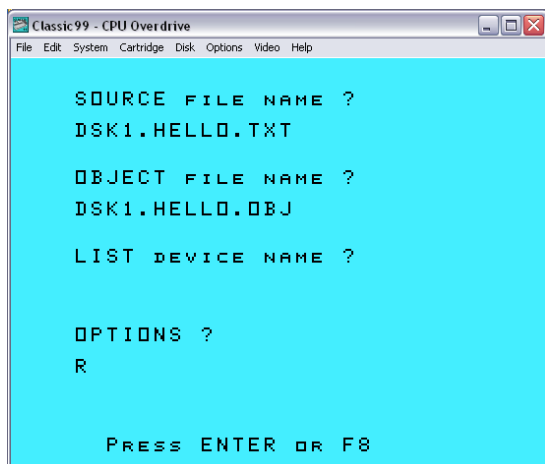 Classic99 - CPU Overdrive
File Edit System Cartridge Disk Options Video Help
SOURCE FILE NAME ?
DSK1.HELLO.TXT
OBJECT FILE NAME ?
DSK1.HELLO.OBJ
LIST DEVICE NAME ?
OPTIONS ?
R
PRESS ENTER OR F8